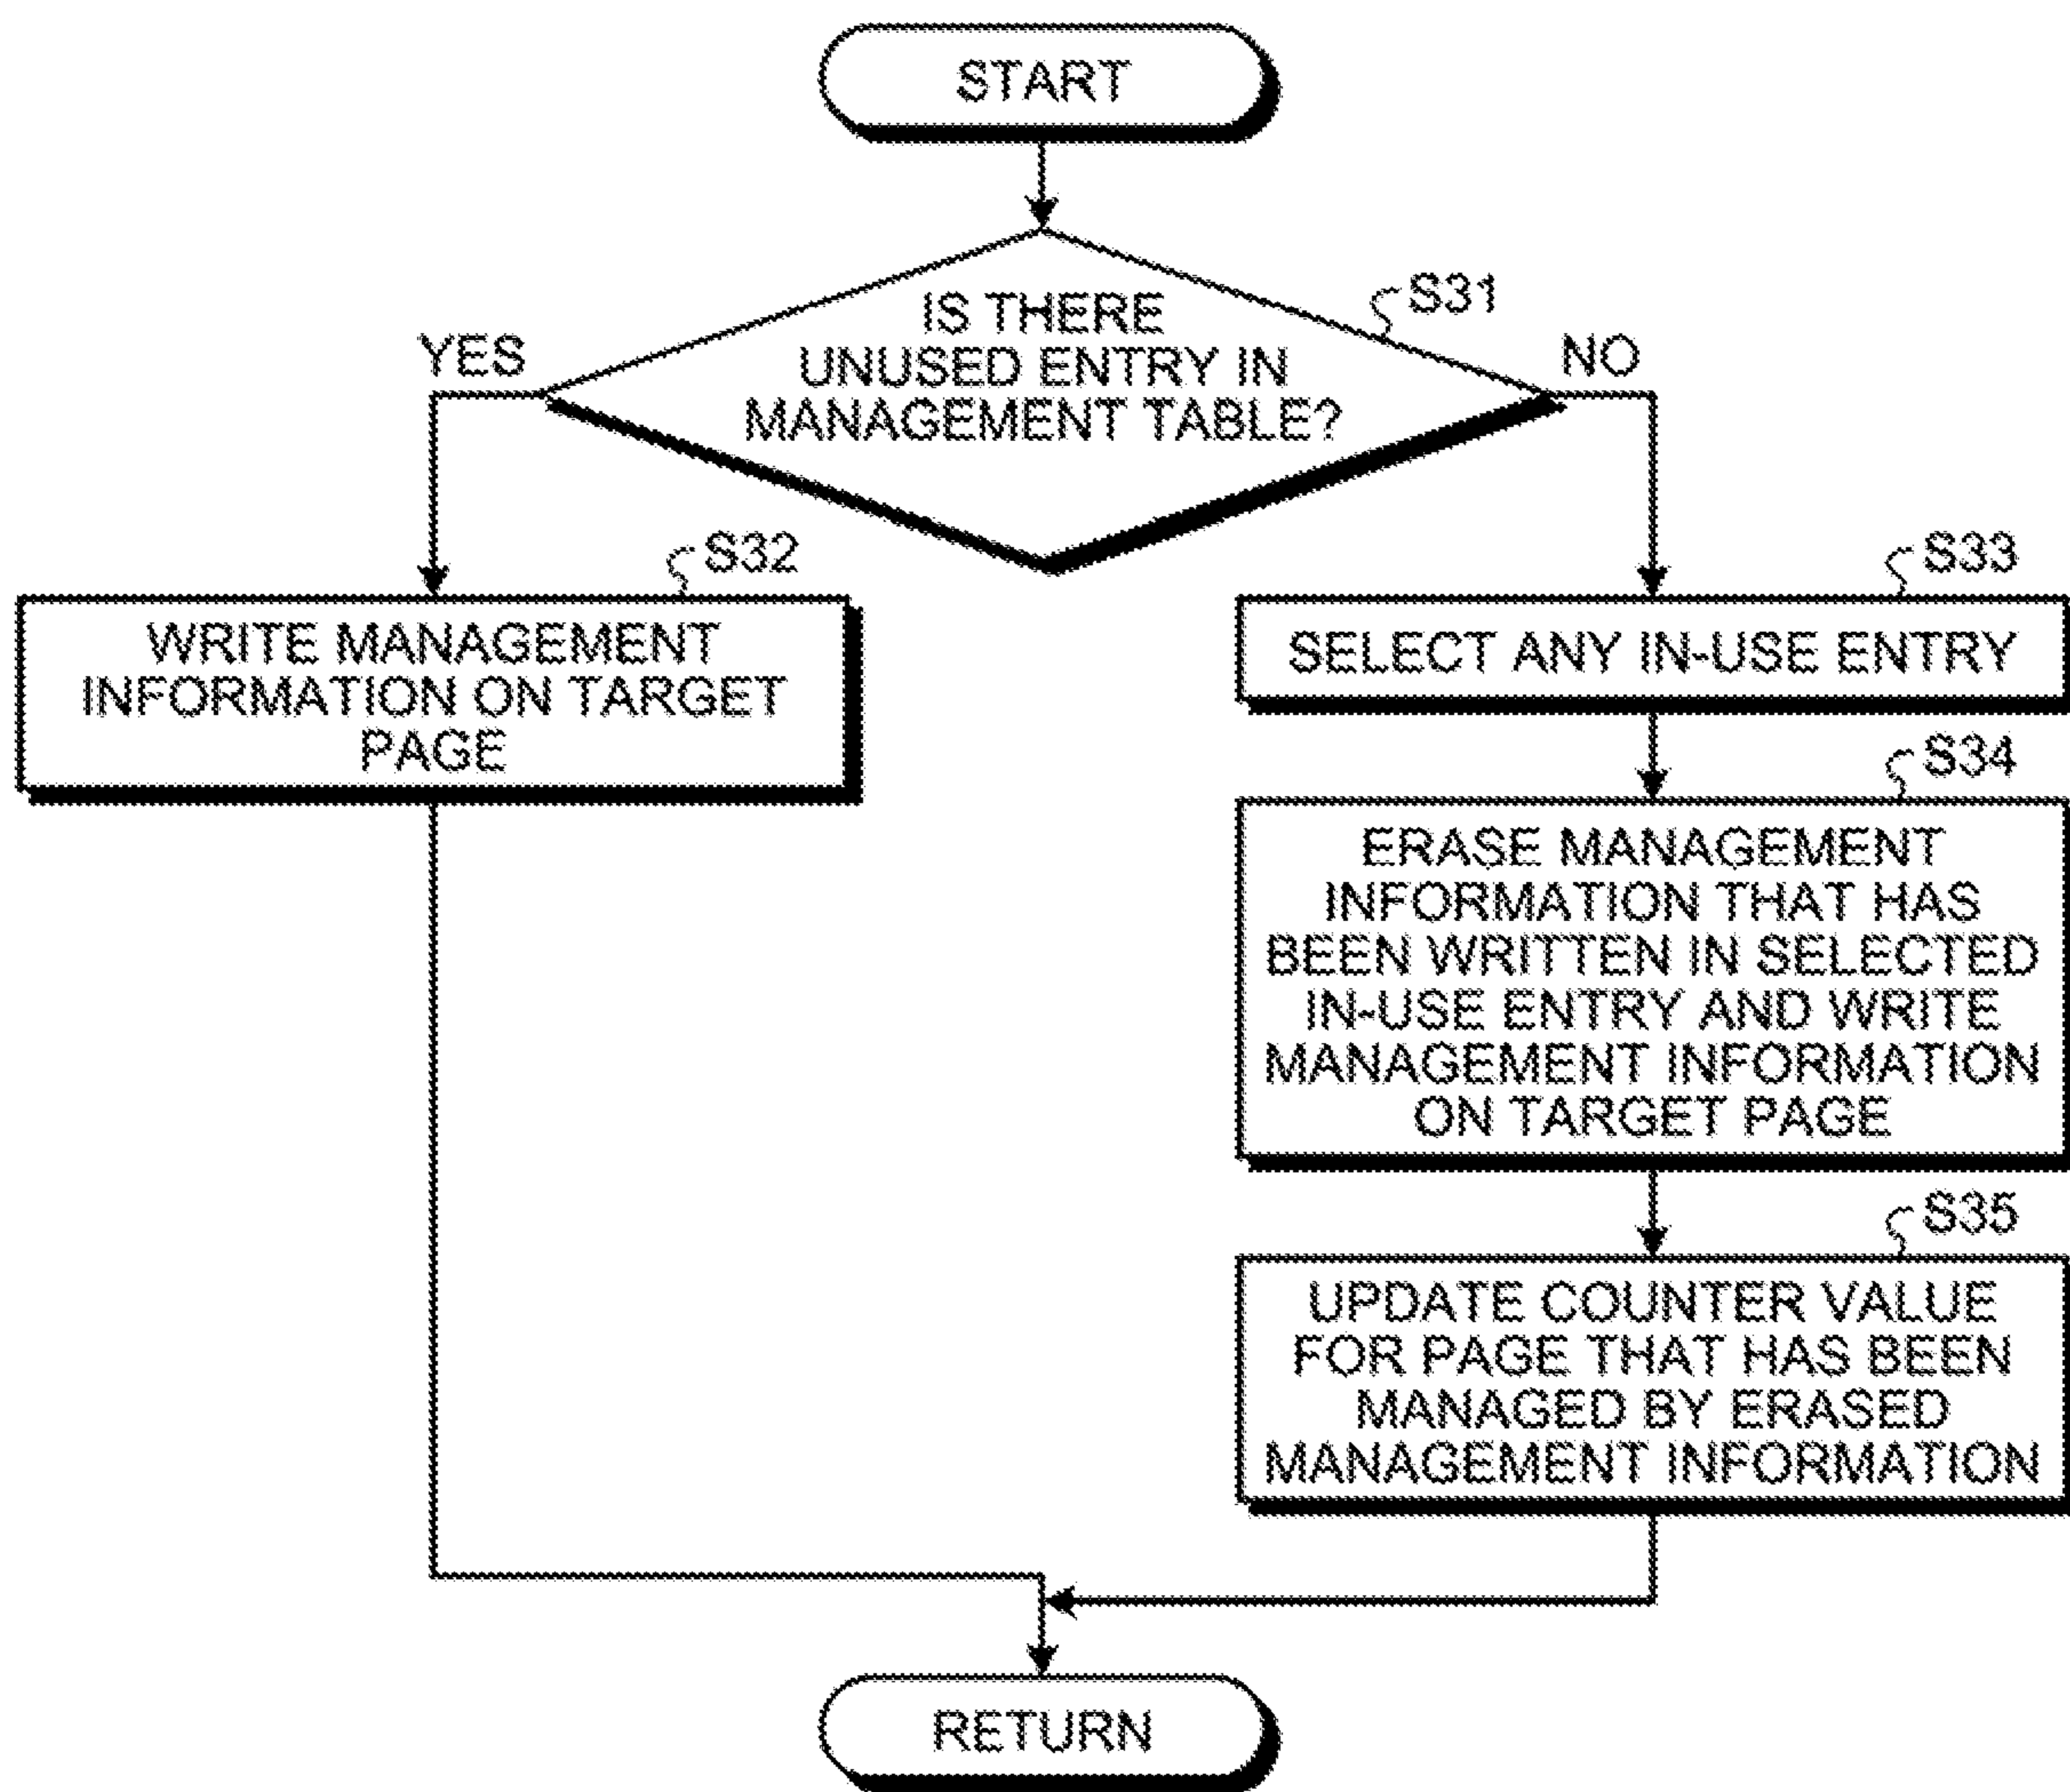 START
S31
IS THERE
UNUSED ENTRY IN
MANAGEMENT TABLE?
YES
NO
S32
WRITE MANAGEMENT
INFORMATION ON TARGET
PAGE
S33
SELECT ANY IN-USE ENTRY
S34
ERASE MANAGEMENT
INFORMATION THAT HAS
BEEN WRITTEN IN SELECTED
IN-USE ENTRY AND WRITE
MANAGEMENT INFORMATION
ON TARGET PAGE
S35
UPDATE COUNTER VALUE
FOR PAGE THAT HAS BEEN
MANAGED BY ERASED
MANAGEMENT INFORMATION
RETURN